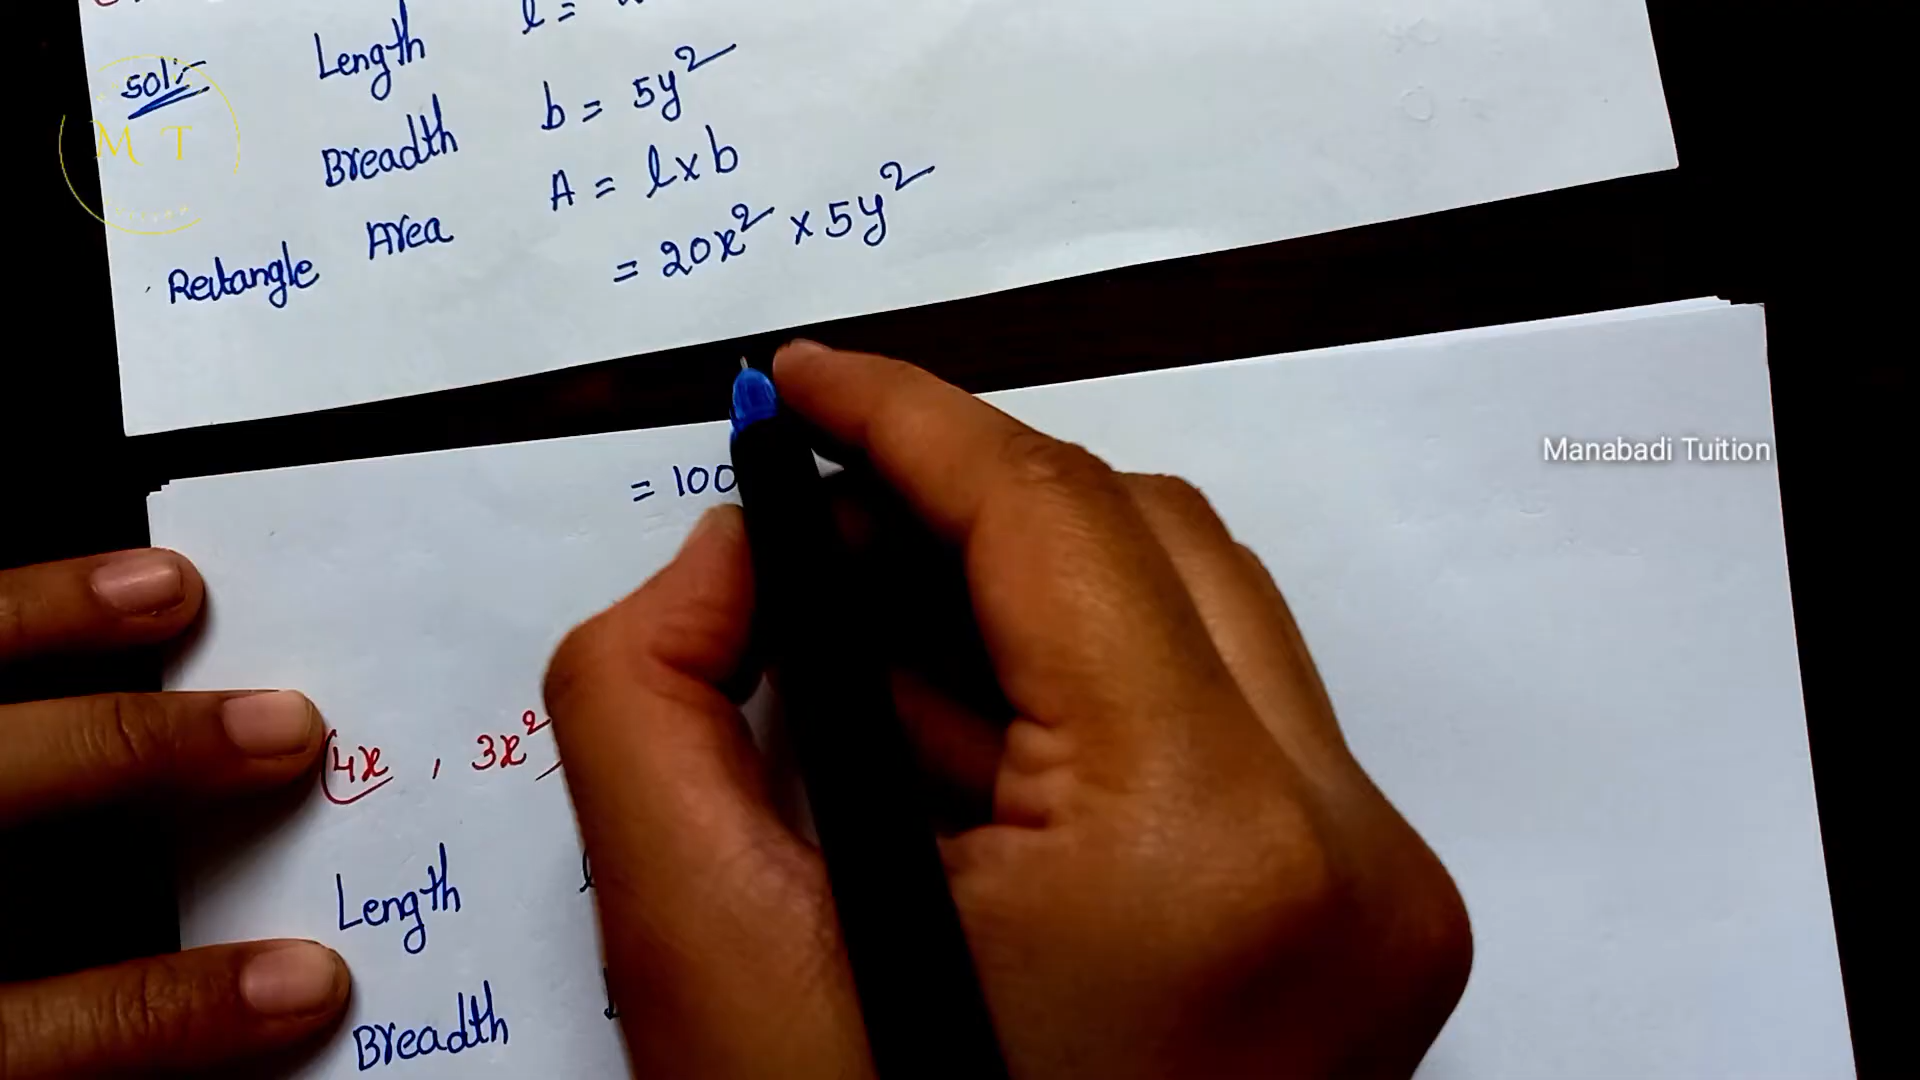 Length l =
Sol:-
M T
Breadth b = 5y²
Rectangle Area A = l x b
= 20x² x 5y²
Manabadi Tuition
= 100
4x , 3x²
Length
Breadth